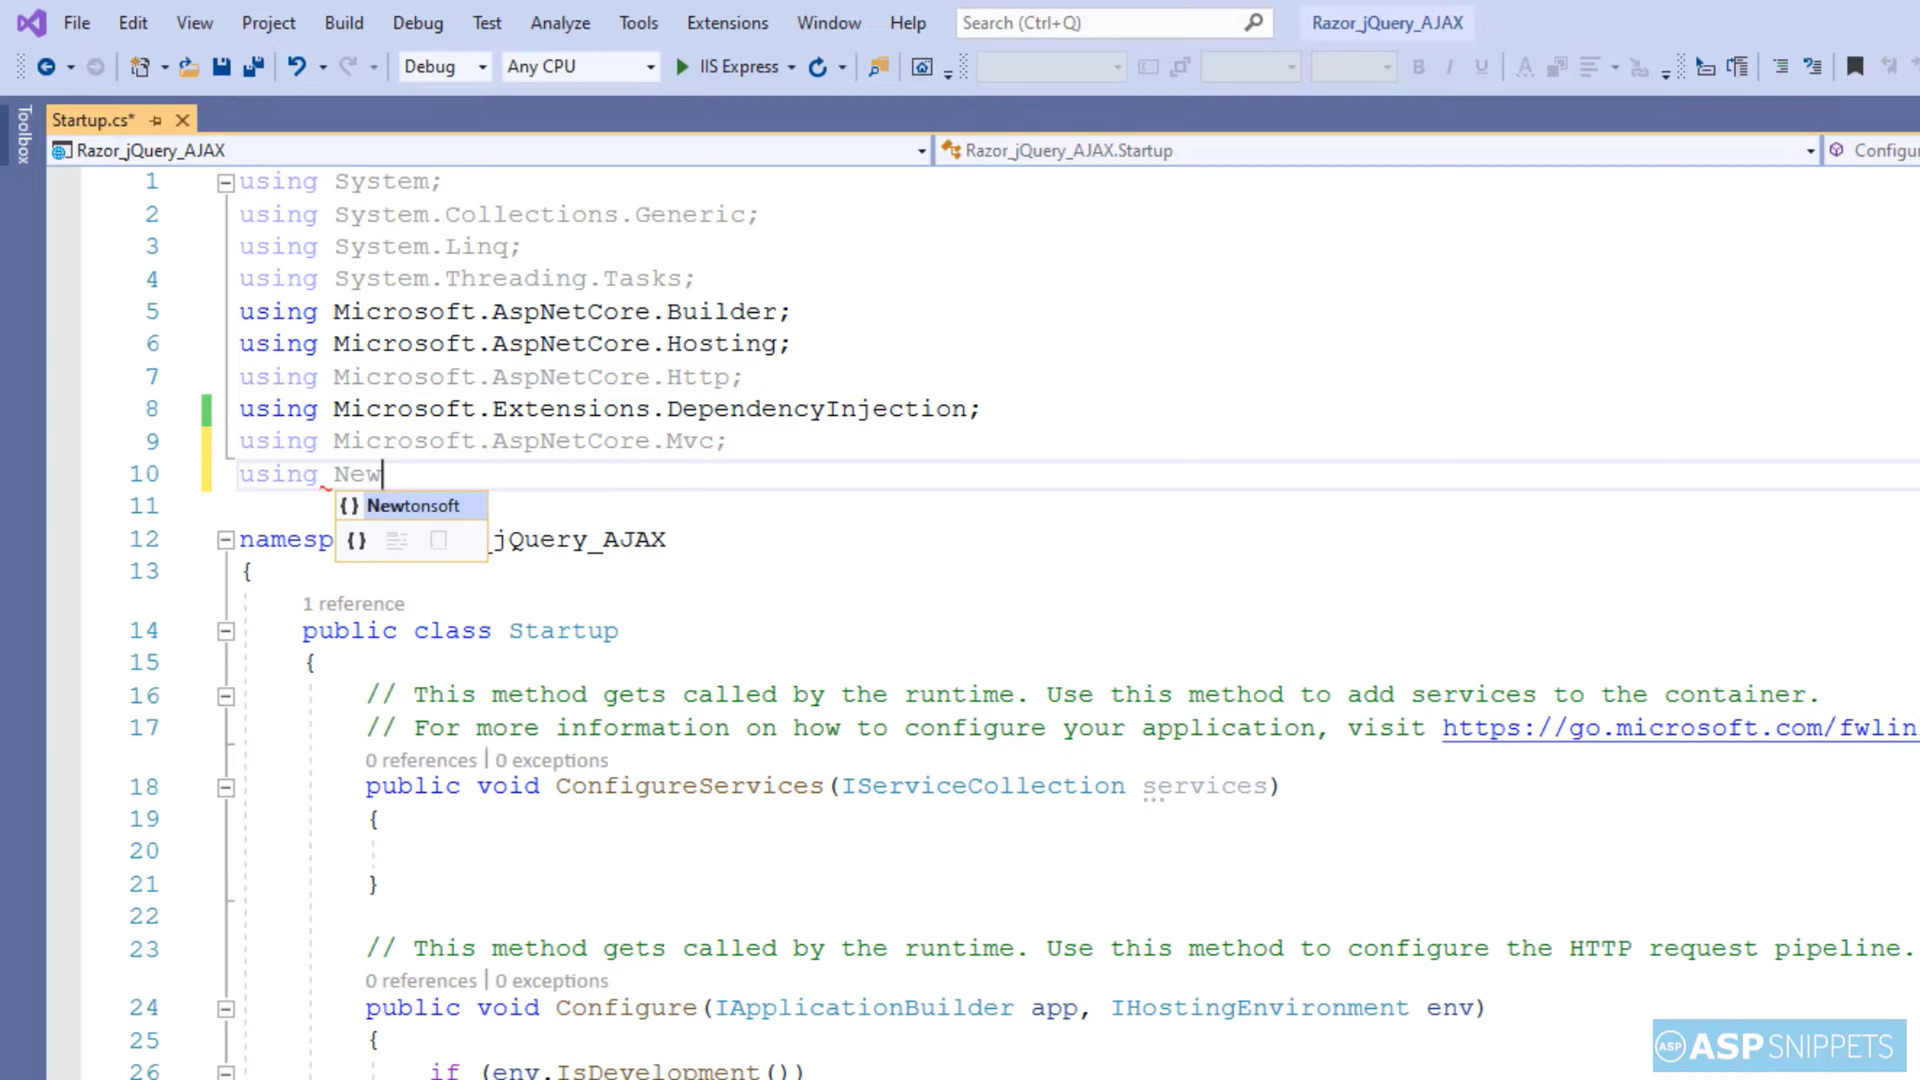 File Edit View Project Build Debug Test Analyze Tools Extensions Window Help Search (Ctrl+Q) Razor_jQuery_AJAX
Debug Any CPU IIS Express
Toolbox
Startup.cs*
Razor_jQuery_AJAX Razor_jQuery_AJAX.Startup Configu
1 using System;
2 using System.Collections.Generic;
3 using System.Linq;
4 using System.Threading.Tasks;
5 using Microsoft.AspNetCore.Builder;
6 using Microsoft.AspNetCore.Hosting;
7 using Microsoft.AspNetCore.Http;
8 using Microsoft.Extensions.DependencyInjection;
9 using Microsoft.AspNetCore.Mvc;
10 using New
11 {} Newtonsoft
12 namesp {} _jQuery_AJAX
13 {
1 reference
14 public class Startup
15 {
16 // This method gets called by the runtime. Use this method to add services to the container.
17 // For more information on how to configure your application, visit https://go.microsoft.com/fwlin
0 references | 0 exceptions
18 public void ConfigureServices(IServiceCollection services)
19 {
20
21 }
22
23 // This method gets called by the runtime. Use this method to configure the HTTP request pipeline.
0 references | 0 exceptions
24 public void Configure(IApplicationBuilder app, IHostingEnvironment env)
25 {
26 if (env.IsDevelopment())
ASP ASPSNIPPETS